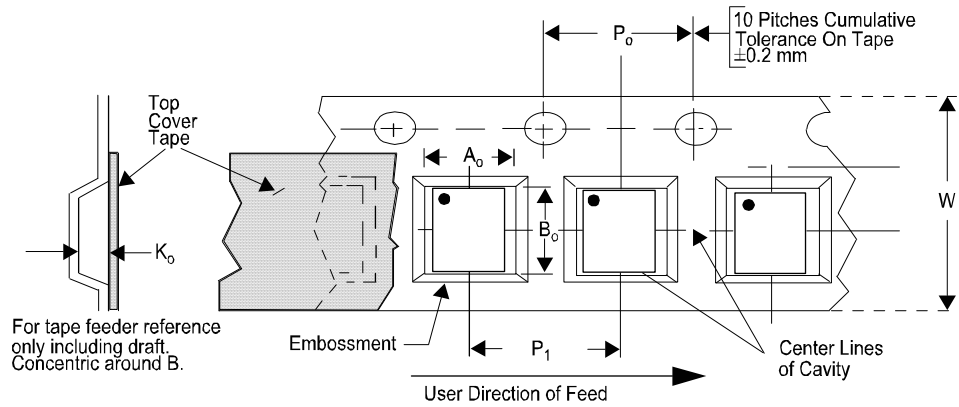 10 Pitches Cumulative
Tolerance On Tape
±0.2 mm
Po
Top
Cover
Tape
Ao
Bo
W
Ko
For tape feeder reference
only including draft.
Concentric around B.
Embossment
P1
Center Lines
of Cavity
User Direction of Feed